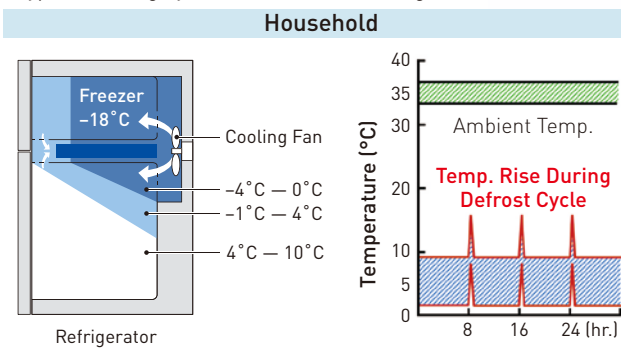 Household
Freezer
–18˚C
Cooling Fan
–4˚C — 0˚C
–1˚C — 4˚C
4˚C — 10˚C
Refrigerator
Temperature (°C)
40
35
30
20
10
5
0
Ambient Temp.
Temp. Rise During
Defrost Cycle
8 16 24 (hr.)